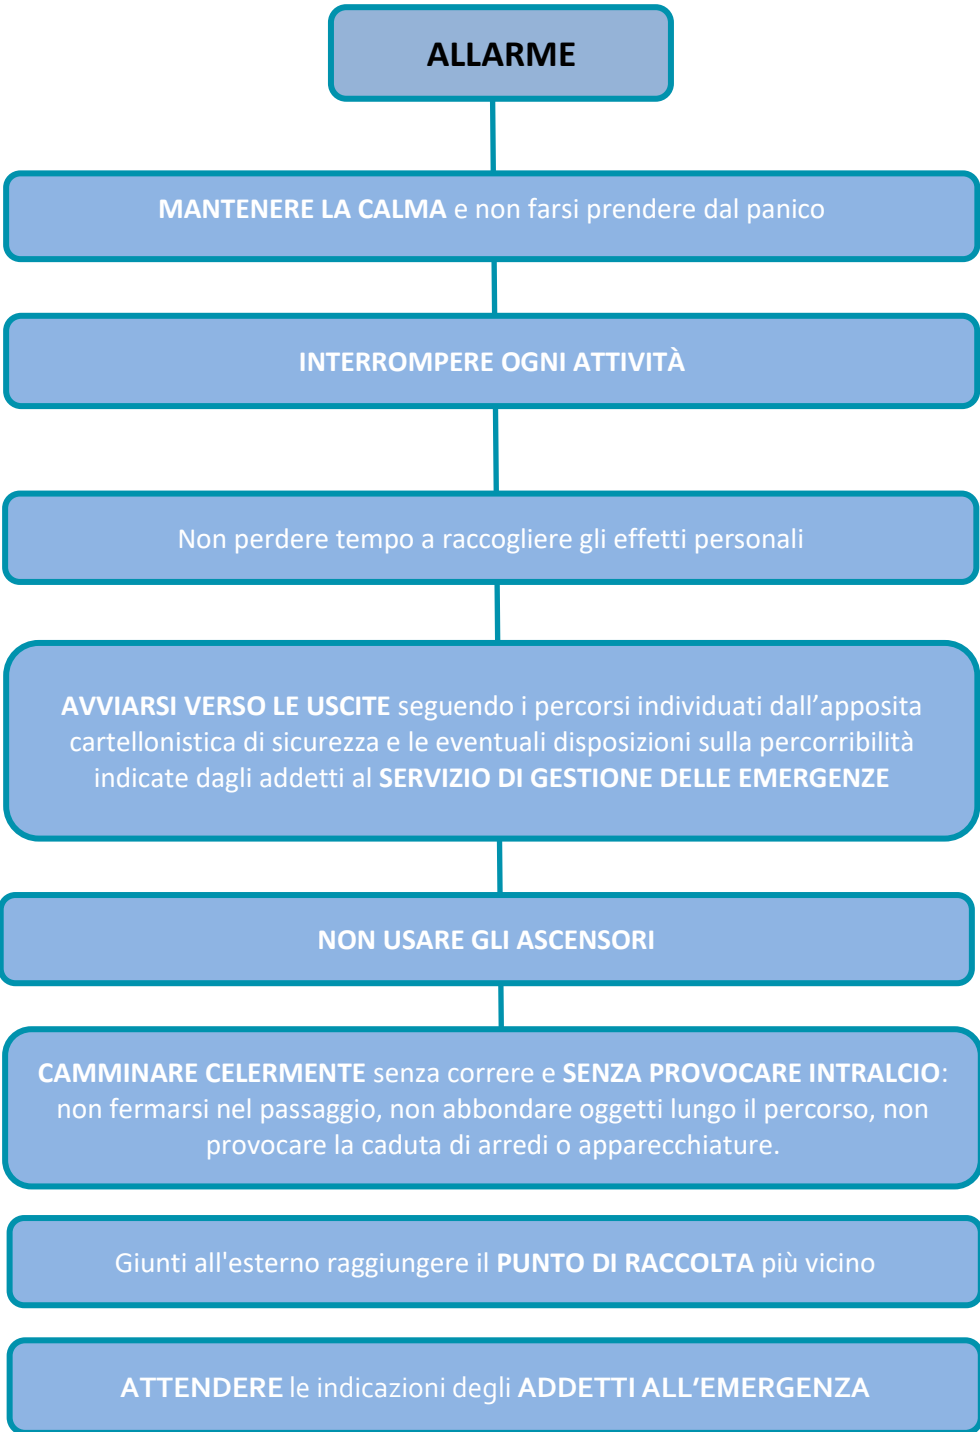 ALLARME
MANTENERE LA CALMA e non farsi prendere dal panico
INTERROMPERE OGNI ATTIVITÀ
Non perdere tempo a raccogliere gli effetti personali
AVVIARSI VERSO LE USCITE seguendo i percorsi individuati dall’apposita
cartellonistica di sicurezza e le eventuali disposizioni sulla percorribilità
indicate dagli addetti al SERVIZIO DI GESTIONE DELLE EMERGENZE
NON USARE GLI ASCENSORI
CAMMINARE CELERMENTE senza correre e SENZA PROVOCARE INTRALCIO:
non fermarsi nel passaggio, non abbondare oggetti lungo il percorso, non
provocare la caduta di arredi o apparecchiature.
Giunti all'esterno raggiungere il PUNTO DI RACCOLTA più vicino
ATTENDERE le indicazioni degli ADDETTI ALL’EMERGENZA